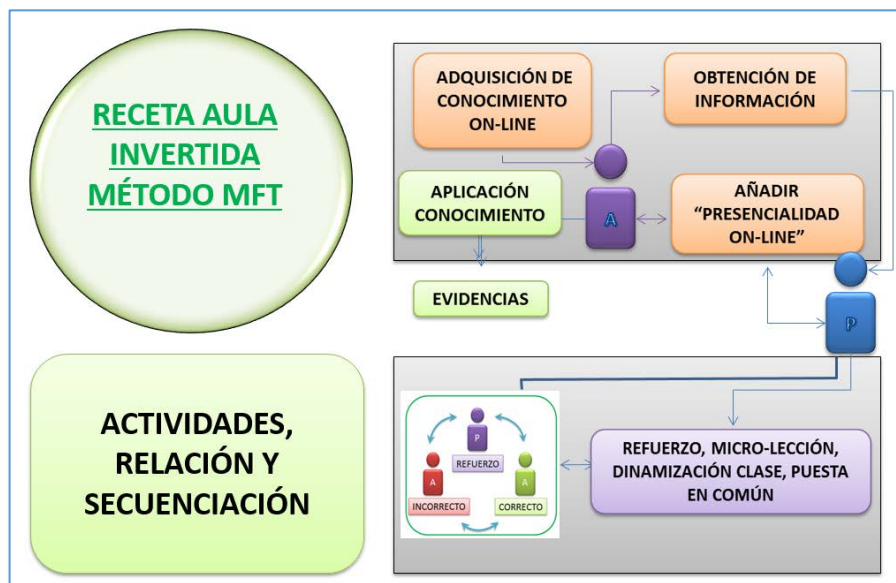 RECETA AULA
INVERTIDA
MÉTODO MFT
ADQUISICIÓN DE
CONOCIMIENTO
ON-LINE
OBTENCIÓN DE
INFORMACIÓN
APLICACIÓN
CONOCIMIENTO
A
AÑADIR
“PRESENCIALIDAD
ON-LINE”
EVIDENCIAS
P
ACTIVIDADES,
RELACIÓN Y
SECUENCIACIÓN
P
REFUERZO
A
INCORRECTO
A
CORRECTO
REFUERZO, MICRO-LECCIÓN,
DINAMIZACIÓN CLASE, PUESTA
EN COMÚN